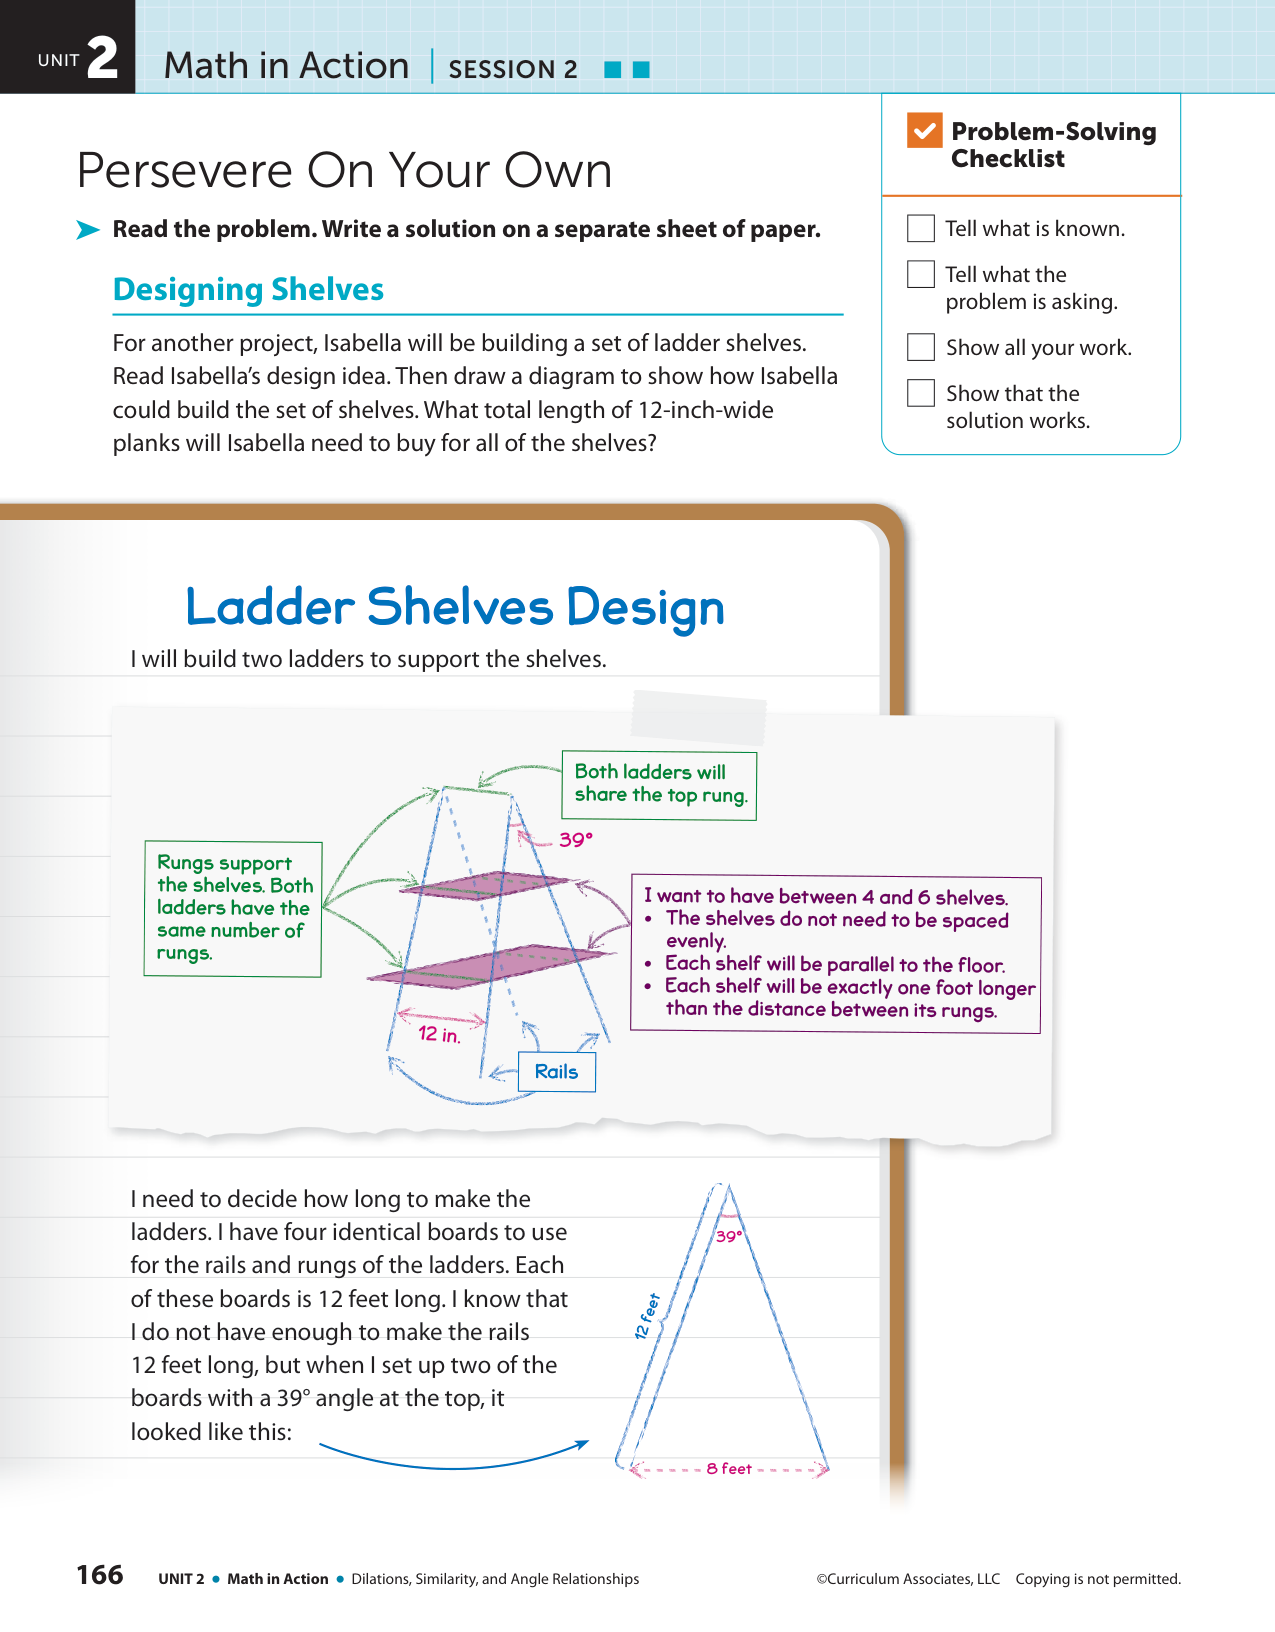 UNIT 2 Math in Action | SESSION 2
Persevere On Your Own
Read the problem. Write a solution on a separate sheet of paper.
Designing Shelves
For another project, Isabella will be building a set of ladder shelves.
Read Isabella’s design idea. Then draw a diagram to show how Isabella
could build the set of shelves. What total length of 12-inch-wide
planks will Isabella need to buy for all of the shelves?
Problem-Solving
Checklist
Tell what is known.
Tell what the
problem is asking.
Show all your work.
Show that the
solution works.
Ladder Shelves Design
I will build two ladders to support the shelves.
Both ladders will
share the top rung.
39°
Rungs support
the shelves. Both
ladders have the
same number of
rungs.
I want to have between 4 and 6 shelves.
• The shelves do not need to be spaced
evenly.
• Each shelf will be parallel to the floor.
• Each shelf will be exactly one foot longer
than the distance between its rungs.
12 in.
Rails
I need to decide how long to make the
ladders. I have four identical boards to use
for the rails and rungs of the ladders. Each
of these boards is 12 feet long. I know that
I do not have enough to make the rails
12 feet long, but when I set up two of the
boards with a 39° angle at the top, it
looked like this:
39°
12 feet
8 feet
166 UNIT 2 • Math in Action • Dilations, Similarity, and Angle Relationships
©Curriculum Associates, LLC Copying is not permitted.